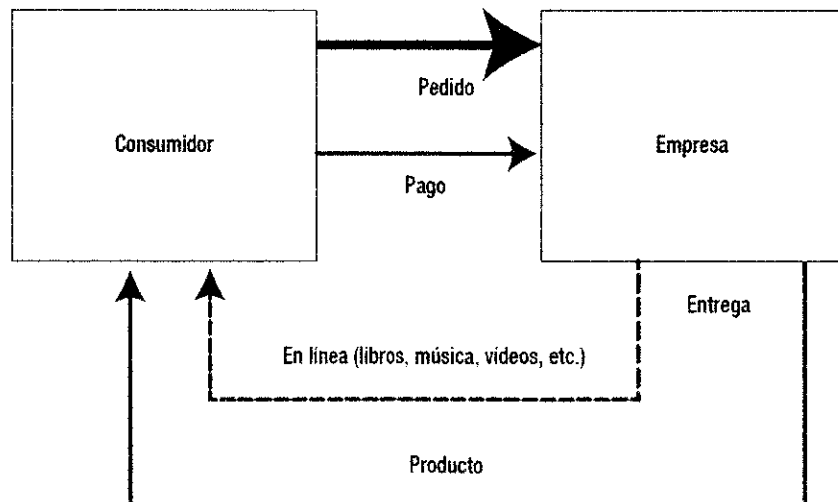 Pedido
Consumidor
Empresa
Pago
Entrega
En línea (libros, música, vídeos, etc.)
Producto